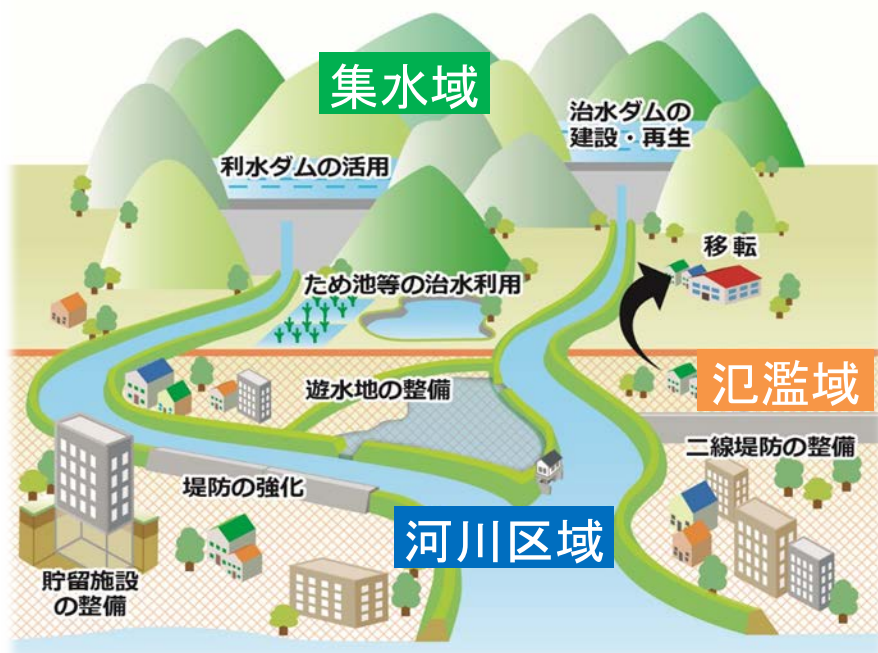 集水域
治水ダムの
建設・再生
利水ダムの活用
移転
ため池等の治水利用
氾濫域
遊水地の整備
二線堤防の整備
堤防の強化
河川区域
貯留施設
の整備